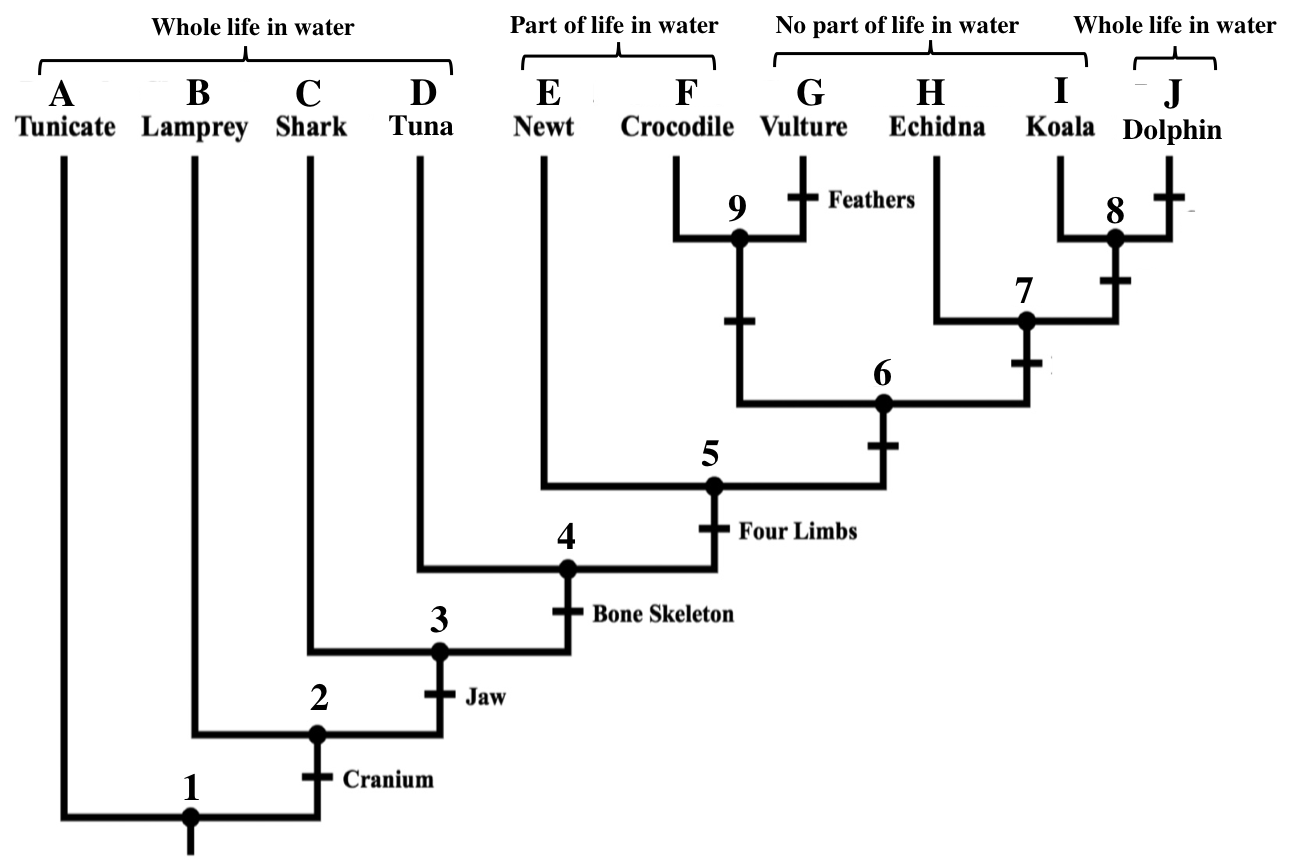 Whole life in water
Part of life in water
No part of life in water
Whole life in water
A
B
C
D
E
F
G
H
I
J
Tunicate
Lamprey
Shark
Tuna
Newt
Crocodile
Vulture
Echidna
Koala
Dolphin
Feathers
9
8
7
6
5
Four Limbs
4
Bone Skeleton
3
Jaw
2
Cranium
1